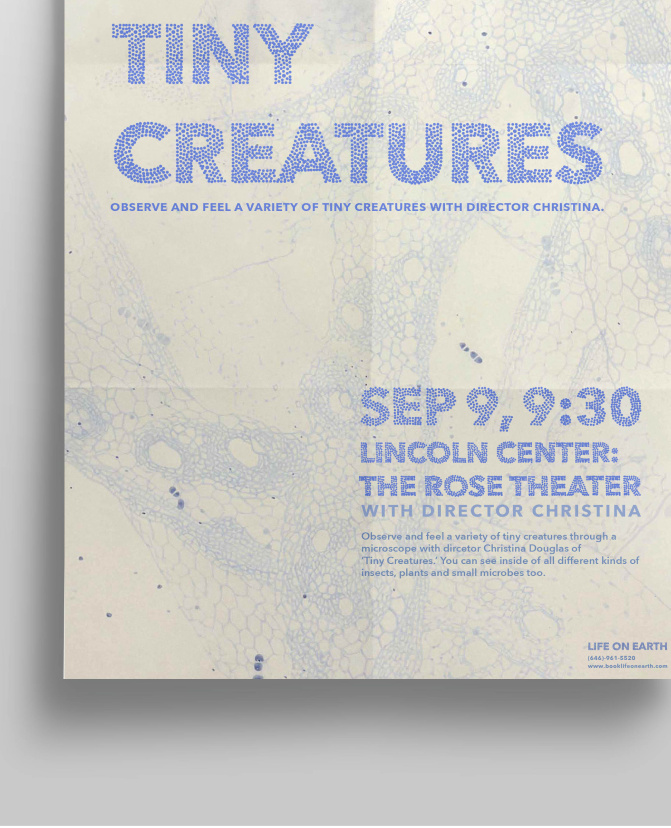 TINY
CREATURES
OBSERVE AND FEEL A VARIETY OF TINY CREATURES WITH DIRECTOR CHRISTINA.
SEP 9, 9:30
LINCOLN CENTER:
THE ROSE THEATER
WITH DIRECTOR CHRISTINA
Observe and feel a variety of tiny creatures through a
microscope with dircetor Christina Douglas of
'Tiny Creatures.' You can see inside of all different kinds of
insects, plants and small microbes too.
LIFE ON EARTH
(646)-961-5528
www.booklifeonearth.com